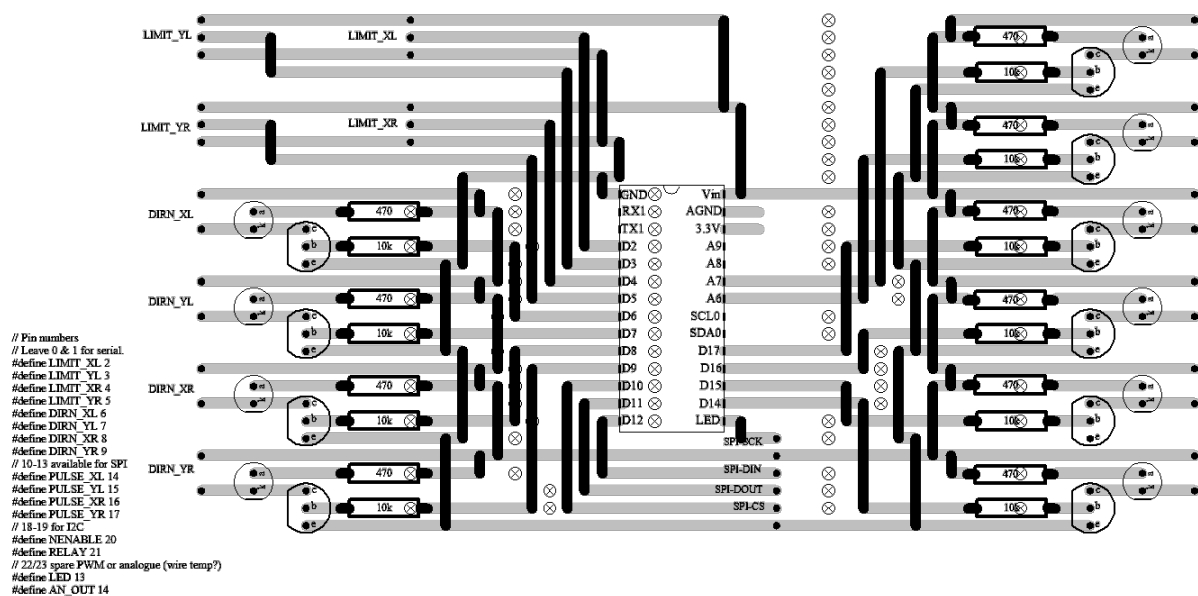 LIMIT_YL
LIMIT_XL
LIMIT_YR
LIMIT_XR
DIRN_XL
DIRN_YL
DIRN_XR
DIRN_YR
470
c
10k
b
e
470
c
10k
b
e
470
c
10k
b
e
470
c
10k
b
e
GND Vin
RX1 AGND
TX1 3.3V
D2 A9
D3 A8
D4 A7
D5 A6
D6 SCL0
D7 SDA0
D8 D17
D9 D16
D10 D15
D11 D14
D12 LED
SPI-SCK
SPI-DIN
SPI-DOUT
SPI-CS
470
c
10k
b
e
470
c
10k
b
e
470
c
10k
b
e
470
c
10k
b
e
470
c
10k
b
e
470
c
10k
b
e
// Pin numbers
// Leave 0 & 1 for serial.
#define LIMIT_XL 2
#define LIMIT_YL 3
#define LIMIT_XR 4
#define LIMIT_YR 5
#define DIRN_XL 6
#define DIRN_YL 7
#define DIRN_XR 8
#define DIRN_YR 9
// 10-13 available for SPI
#define PULSE_XL 14
#define PULSE_YL 15
#define PULSE_XR 16
#define PULSE_YR 17
// 18-19 for I2C
#define NENABLE 20
#define RELAY 21
// 22/23 spare PWM or analogue (wire temp?)
#define LED 13
#define AN_OUT 14